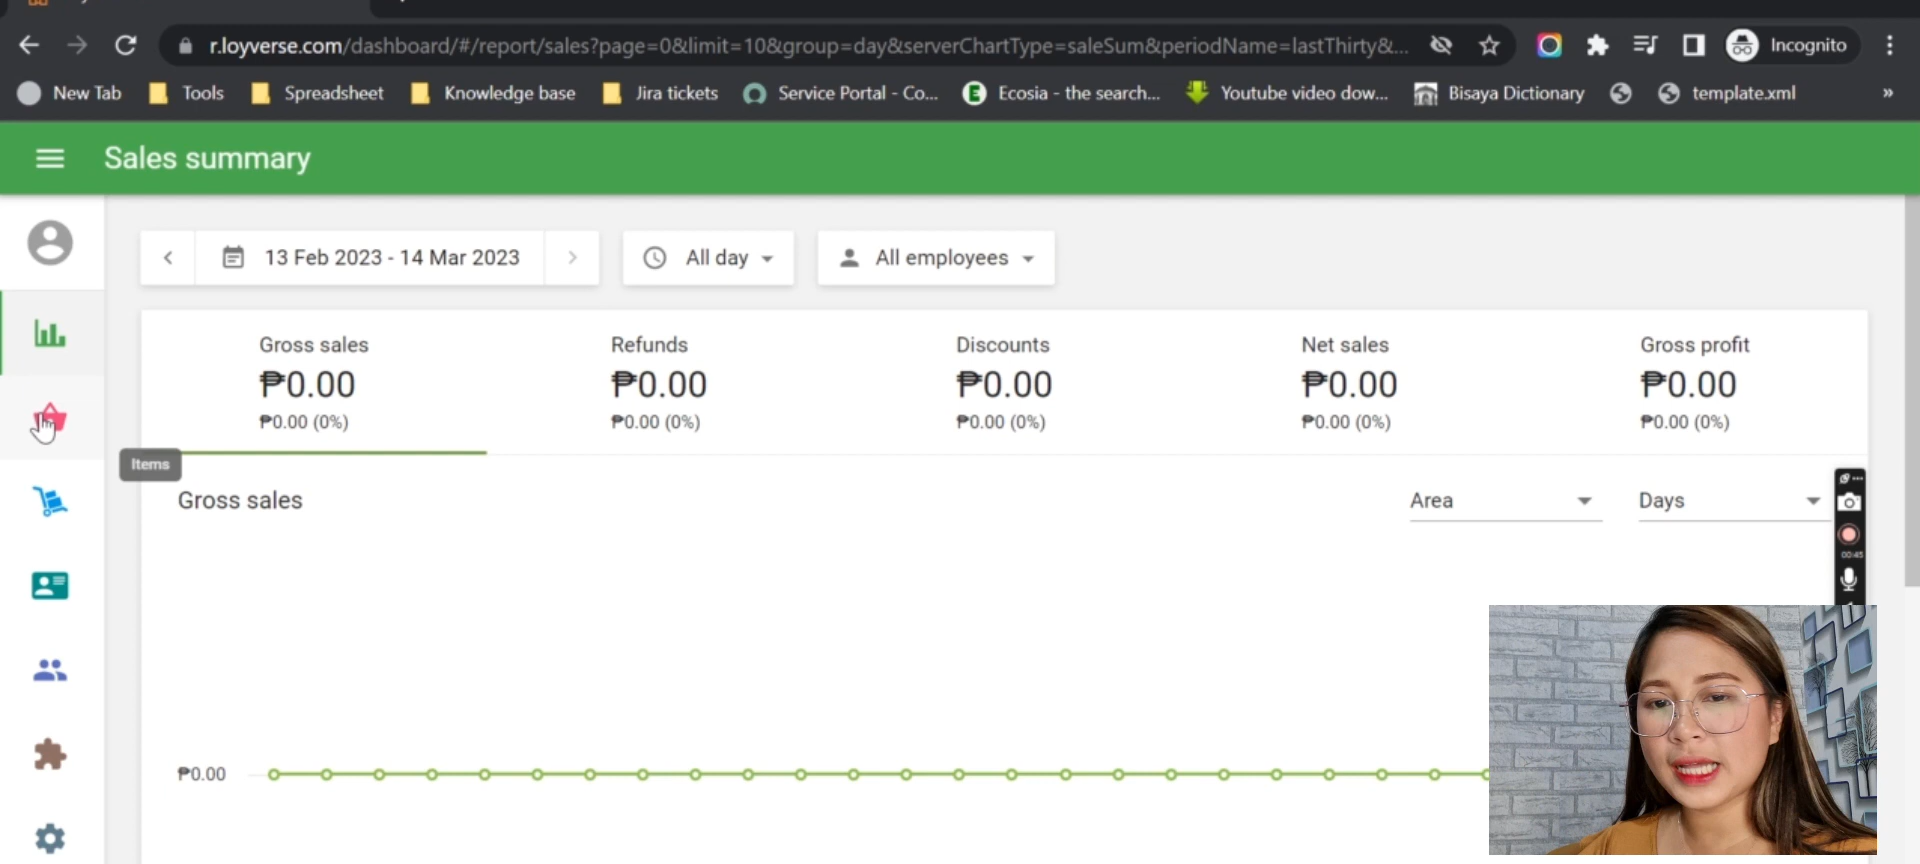 r.loyverse.com/dashboard/#/report/sales?page=0&limit=10&group=day&serverChartType=saleSum&periodName=lastThirty&... Incognito
New Tab Tools Spreadsheet Knowledge base Jira tickets Service Portal - Co... Ecosia - the search... Youtube video dow... Bisaya Dictionary template.xml »
Sales summary
13 Feb 2023 - 14 Mar 2023 All day All employees
Gross sales Refunds Discounts Net sales Gross profit
₱0.00 ₱0.00 ₱0.00 ₱0.00 ₱0.00
₱0.00 (0%) ₱0.00 (0%) ₱0.00 (0%) ₱0.00 (0%) ₱0.00 (0%)
Items
Gross sales Area Days
00:45
₱0.00